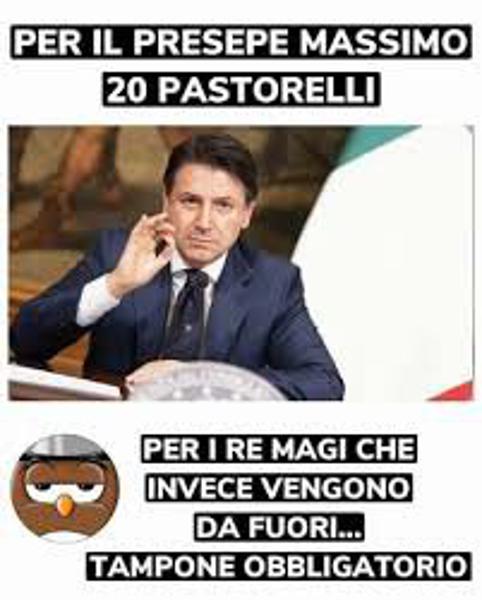 PER IL PRESEPE MASSIMO
20 PASTORELLI
PER I RE MAGI CHE
INVECE VENGONO
DA FUORI...
TAMPONE OBBLIGATORIO